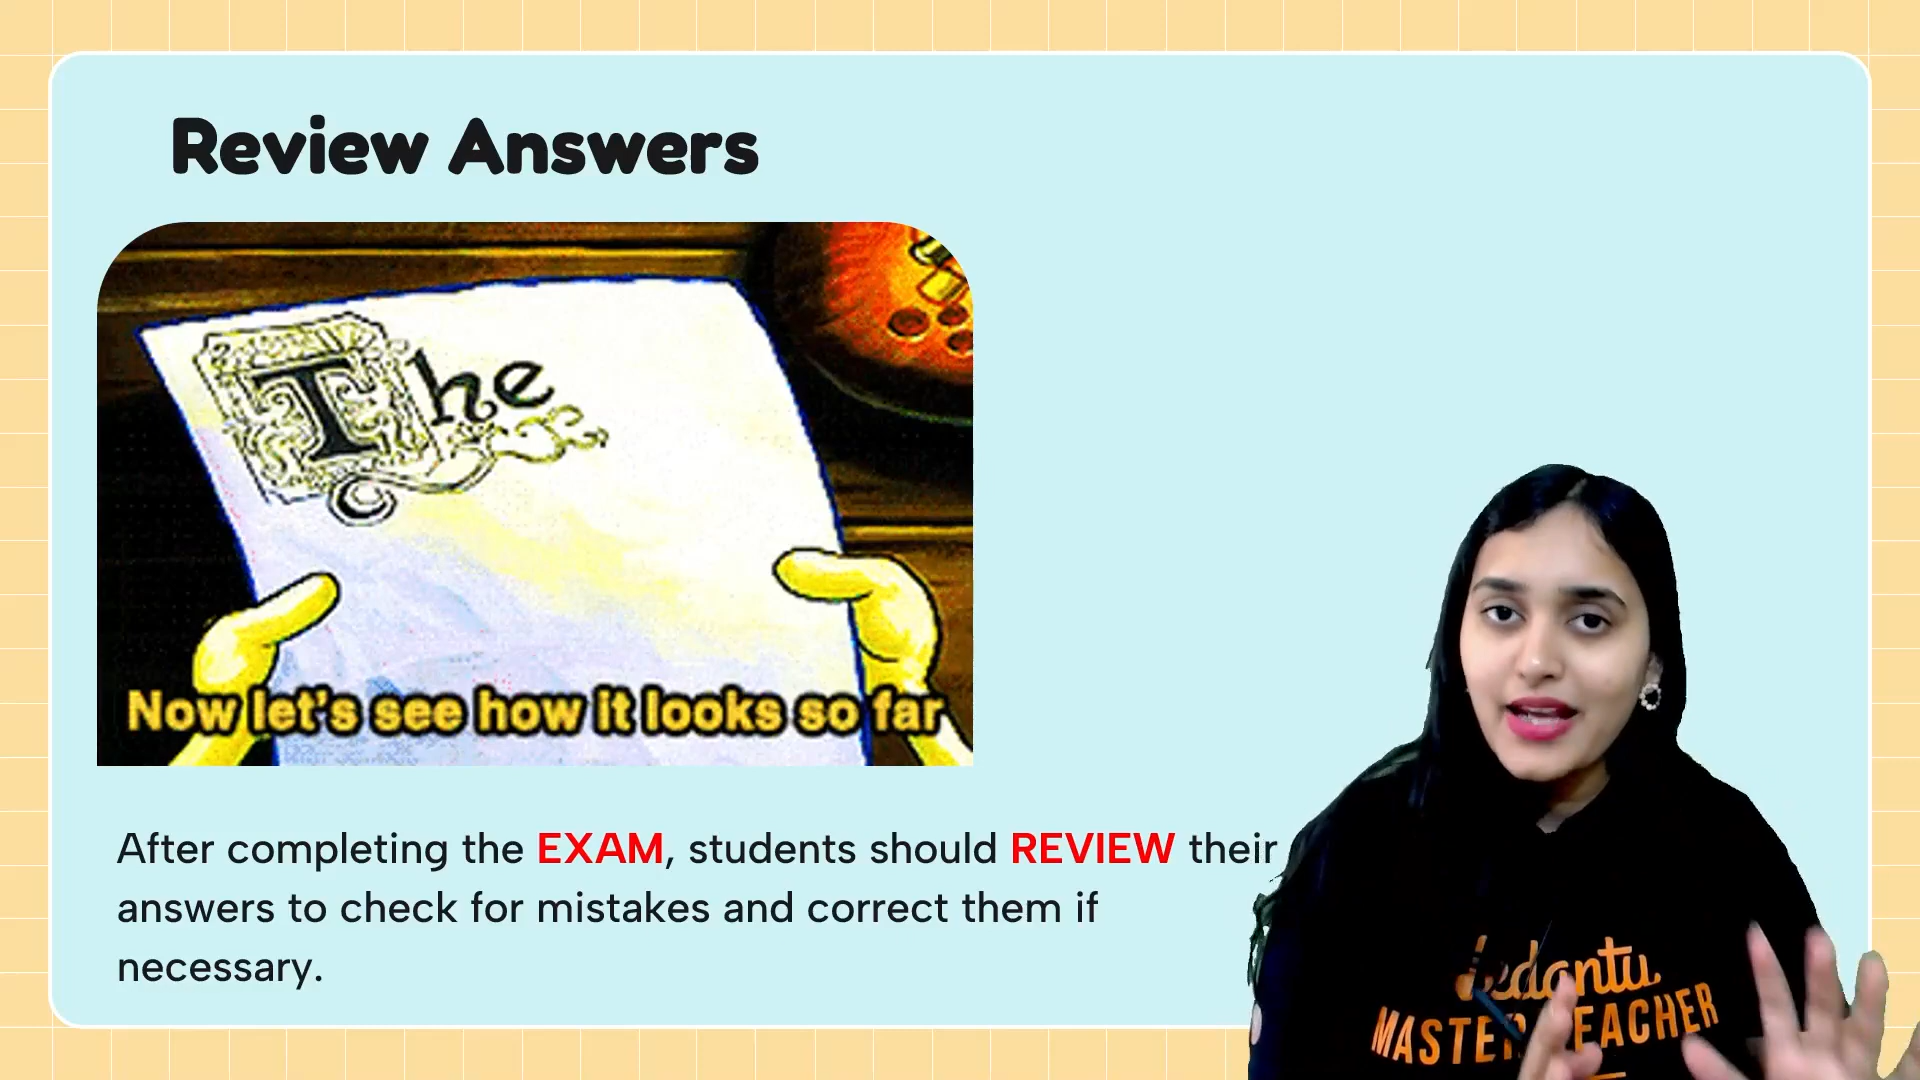 Review Answers
The
Now let's see how it looks so far
After completing the EXAM, students should REVIEW their
answers to check for mistakes and correct them if
necessary.
Vedantu
MASTER TEACHER